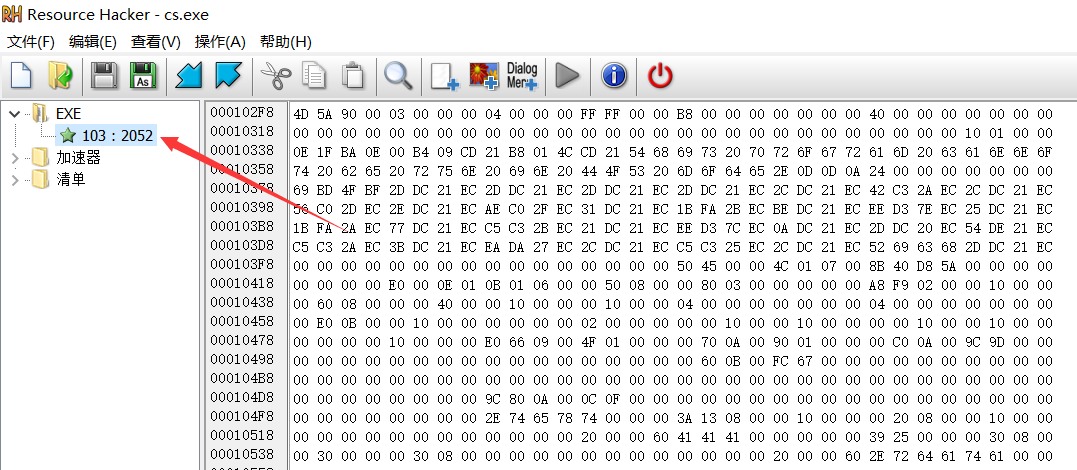 Resource Hacker - cs.exe
文件(F) 编辑(E) 查看(V) 操作(A) 帮助(H)
As Dialog Mer
EXE
103 : 2052
加速器
清单
000102F8 4D 5A 90 00 03 00 00 00 04 00 00 00 FF FF 00 00 B8 00 00 00 00 00 00 00 40 00 00 00 00 00 00 00
00010318 00 00 00 00 00 00 00 00 00 00 00 00 00 00 00 00 00 00 00 00 00 00 00 00 00 00 00 00 10 01 00 00
00010338 0E 1F BA 0E 00 B4 09 CD 21 B8 01 4C CD 21 54 68 69 73 20 70 72 6F 67 72 61 6D 20 63 61 6E 6E 6F
00010358 74 20 62 65 20 72 75 6E 20 69 6E 20 44 4F 53 20 6D 6F 64 65 2E 0D 0D 0A 24 00 00 00 00 00 00 00
00010378 69 BD 4F BF 2D DC 21 EC 2D DC 21 EC 2D DC 21 EC 2D DC 21 EC 2C DC 21 EC 42 C3 2A EC 2C DC 21 EC
00010398 56 C0 2D EC 2E DC 21 EC AE C0 2F EC 31 DC 21 EC 1B FA 2B EC BE DC 21 EC EE D3 7E EC 25 DC 21 EC
000103B8 1B FA 2A EC 77 DC 21 EC C5 C3 2B EC 21 DC 21 EC EE D3 7C EC 0A DC 21 EC 2D DC 20 EC 54 DE 21 EC
000103D8 C5 C3 2A EC 3B DC 21 EC EA DA 27 EC 2C DC 21 EC C5 C3 25 EC 2C DC 21 EC 52 69 63 68 2D DC 21 EC
000103F8 00 00 00 00 00 00 00 00 00 00 00 00 00 00 00 00 50 45 00 00 4C 01 07 00 8B 40 D8 5A 00 00 00 00
00010418 00 00 00 00 E0 00 0E 01 0B 01 06 00 00 50 08 00 00 80 03 00 00 00 00 00 A8 F9 02 00 00 10 00 00
00010438 00 60 08 00 00 00 40 00 00 10 00 00 00 10 00 00 04 00 00 00 00 00 00 00 04 00 00 00 00 00 00 00
00010458 00 E0 0B 00 00 10 00 00 00 00 00 00 02 00 00 00 00 00 10 00 00 10 00 00 00 00 10 00 00 10 00 00
00010478 00 00 00 00 10 00 00 00 E0 66 09 00 4F 01 00 00 00 70 0A 00 90 01 00 00 00 C0 0A 00 9C 9D 00 00
00010498 00 00 00 00 00 00 00 00 00 00 00 00 00 00 00 00 00 60 0B 00 FC 67 00 00 00 00 00 00 00 00 00 00
000104B8 00 00 00 00 00 00 00 00 00 00 00 00 00 00 00 00 00 00 00 00 00 00 00 00 00 00 00 00 00 00 00 00
000104D8 00 00 00 00 00 00 00 00 9C 80 0A 00 0C 0F 00 00 00 00 00 00 00 00 00 00 00 00 00 00 00 00 00 00
000104F8 00 00 00 00 00 00 00 00 2E 74 65 78 74 00 00 00 3A 13 08 00 00 10 00 00 00 20 08 00 00 10 00 00
00010518 00 00 00 00 00 00 00 00 00 00 00 00 20 00 00 60 41 41 41 00 00 00 00 00 39 25 00 00 00 30 08 00
00010538 00 30 00 00 00 30 08 00 00 00 00 00 00 00 00 00 00 00 00 00 20 00 00 60 2E 72 64 61 74 61 00 00